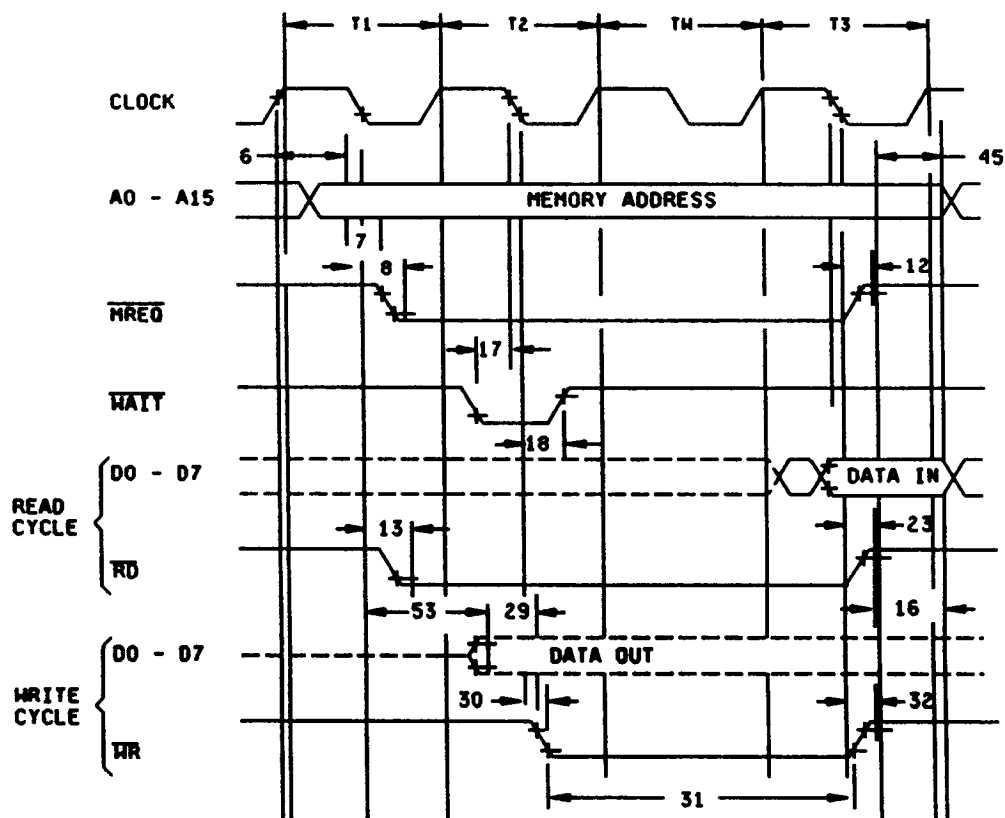 T1 T2 TW T3
CLOCK
6 45
A0 - A15 MEMORY ADDRESS
7
8 12
MREQ
17
WAIT
18
D0 - D7 DATA IN
READ
CYCLE
13 23
RD
53 29 16
D0 - D7 DATA OUT
WRITE
CYCLE
30 32
WR
31